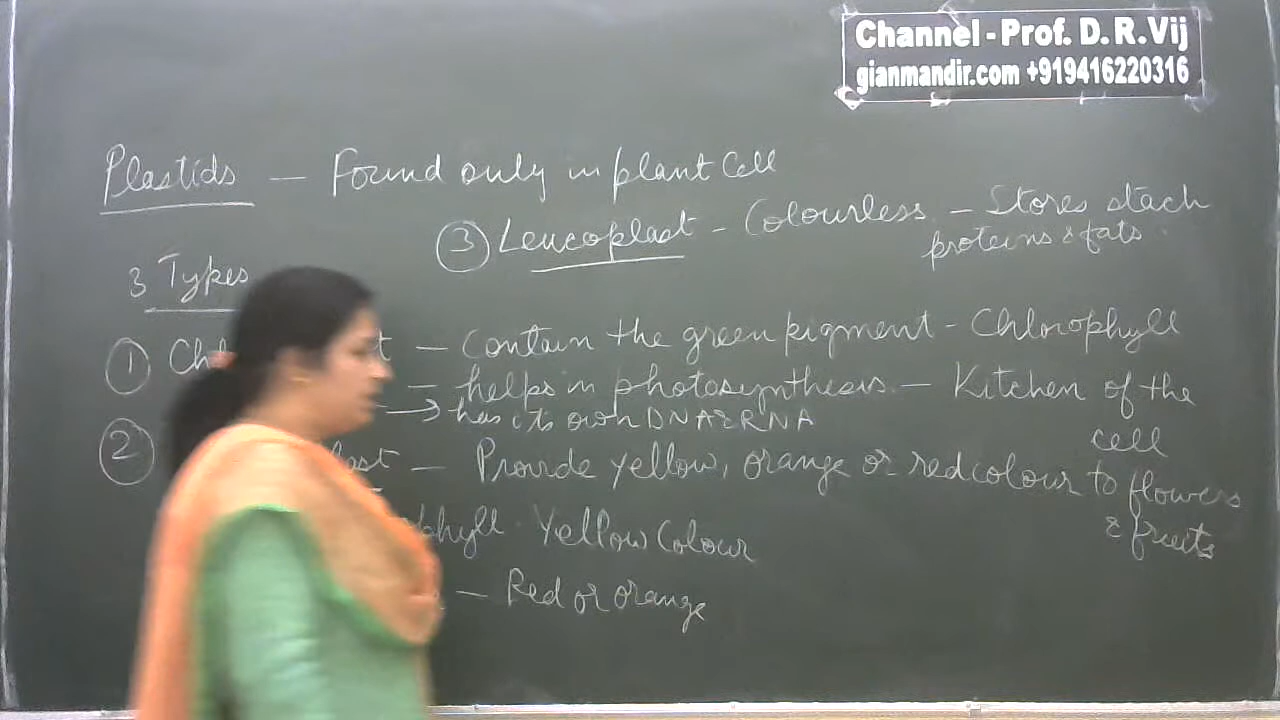 Channel - Prof. D. R. Vij
gianmandir.com +919416220316
Plastids — Found only in plant Cell
③ Leucoplast - Colourless — Stores stach
proteins & fats
3 Types
① — Contain the green pigment - Chlorophyll
— helps in photosynthesis — Kitchen of the
cell
→ has its own DNA & RNA
② — Provide yellow, orange or red colour to flowers
& fruits
Yellow Colour
— Red or orange